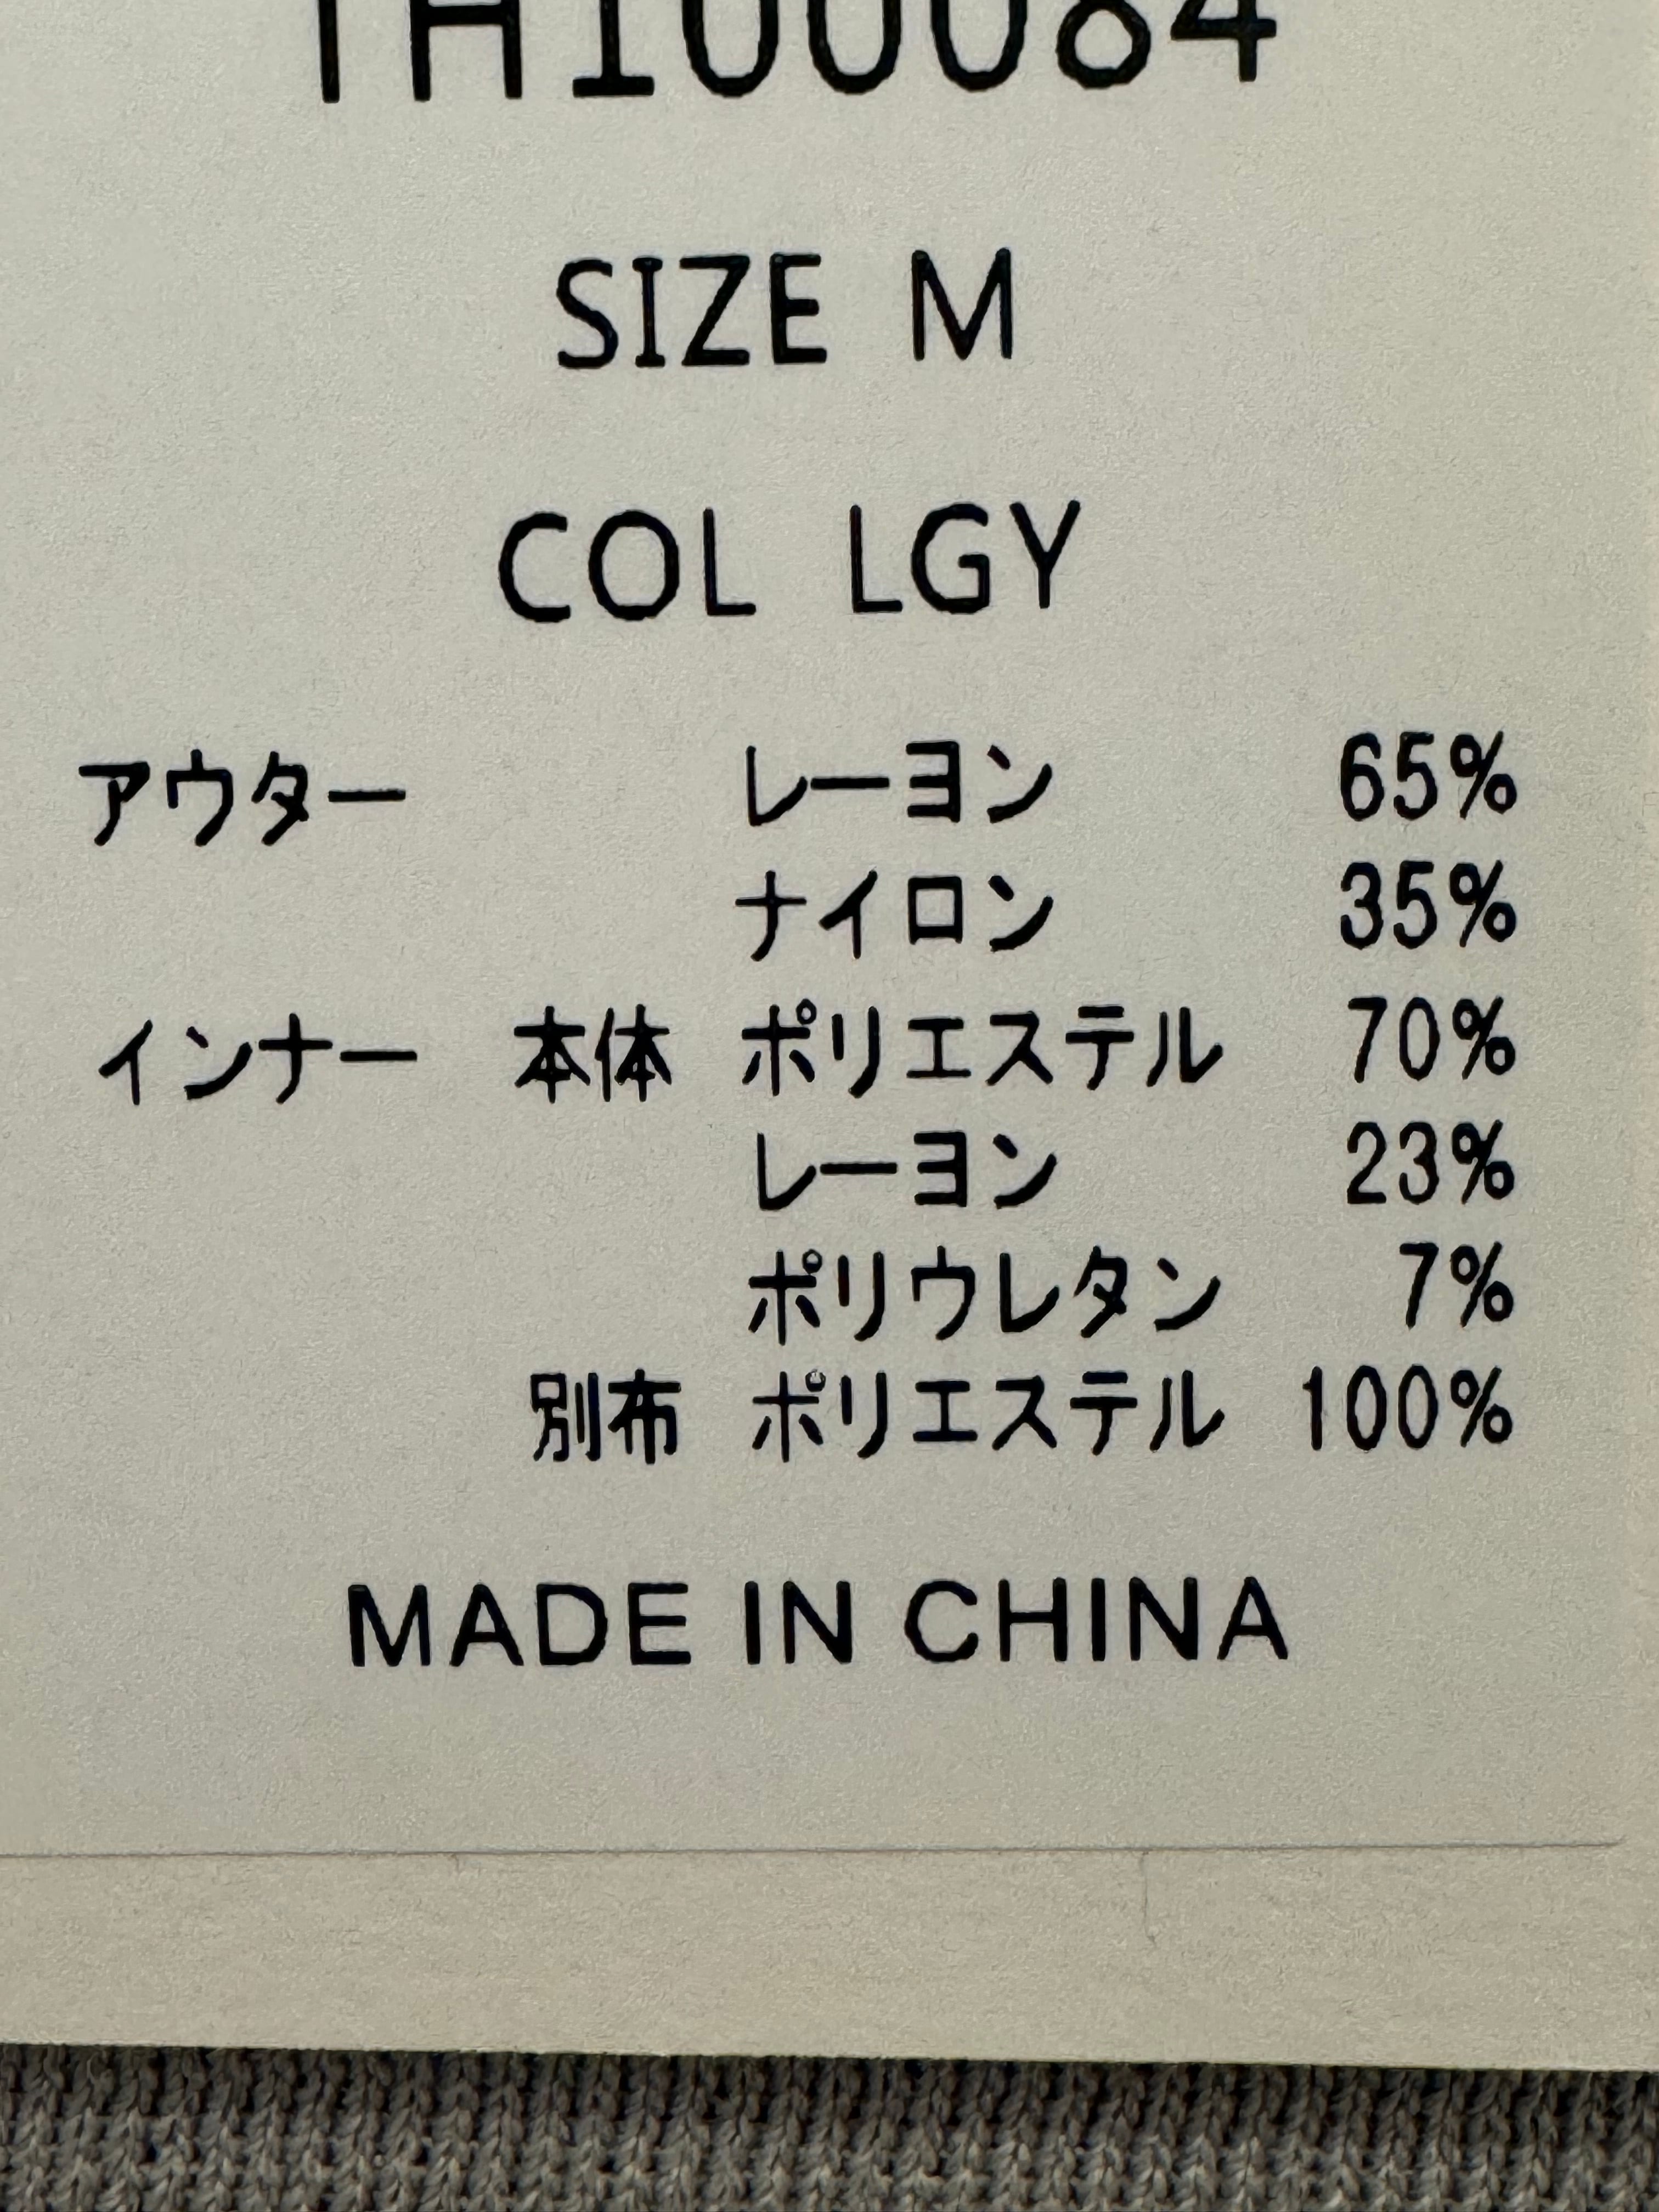 TH100084
SIZE M
COL LGY
アウター レーヨン 65%
ナイロン 35%
インナー 本体 ポリエステル 70%
レーヨン 23%
ポリウレタン 7%
別布 ポリエステル 100%
MADE IN CHINA